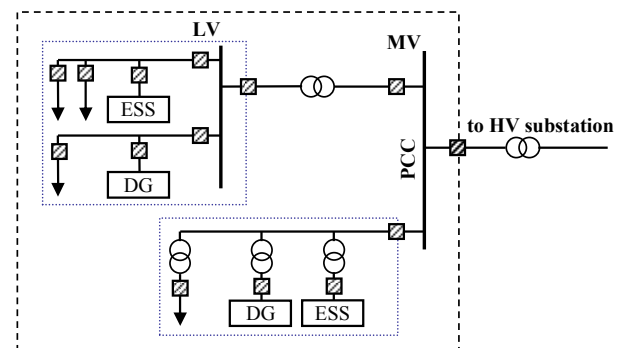 LV
MV
ESS
to HV substation
PCC
DG
DG
ESS